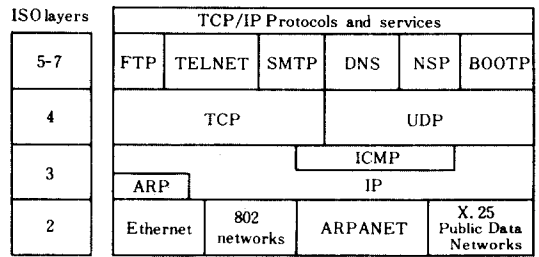 ISO layers
TCP/IP Protocols and services
5-7
FTP TELNET SMTP DNS NSP BOOTP
4
TCP UDP
3
ICMP
ARP IP
2
Ethernet 802 networks ARPANET X.25 Public Data Networks